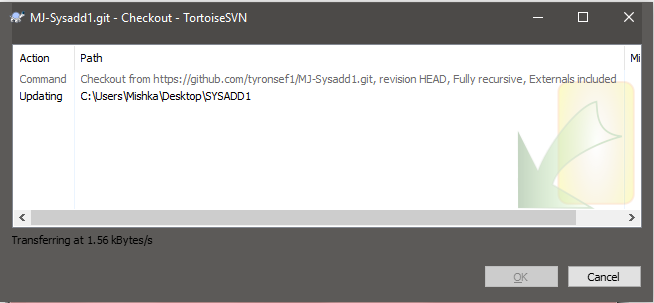 MJ-Sysadd1.git - Checkout - TortoiseSVN
Action Path Mi
Command Checkout from https://github.com/tyronsef1/MJ-Sysadd1.git, revision HEAD, Fully recursive, Externals included
Updating C:\Users\Mishka\Desktop\SYSADD1
Transferring at 1.56 kBytes/s
OK Cancel